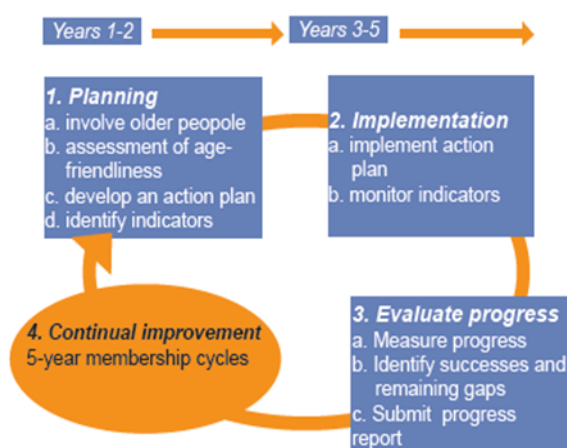 Years 1-2
Years 3-5
1. Planning
a. involve older peopole
b. assessment of age-
friendliness
c. develop an action plan
d. identify indicators
2. Implementation
a. implement action
plan
b. monitor indicators
3. Evaluate progress
a. Measure progress
b. Identify successes and
remaining gaps
c. Submit progress
report
4. Continual improvement
5-year membership cycles